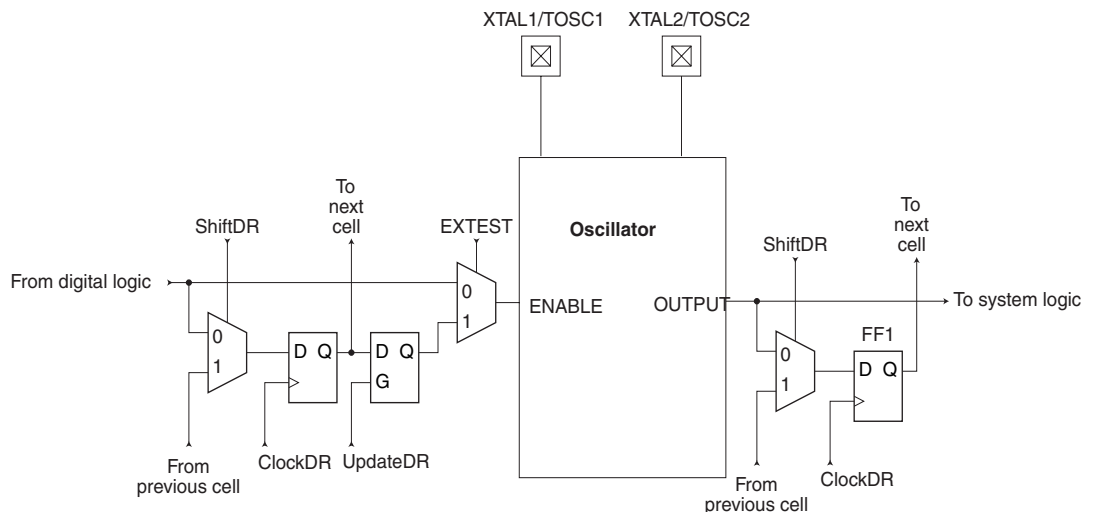 XTAL1/TOSC1 XTAL2/TOSC2
To
next
cell
ShiftDR
EXTEST
Oscillator
To
next
cell
ShiftDR
From digital logic
0
1
ENABLE
OUTPUT
To system logic
0
1
D Q
D Q
G
FF1
0
1
D Q
From
previous cell
ClockDR UpdateDR
From
previous cell
ClockDR